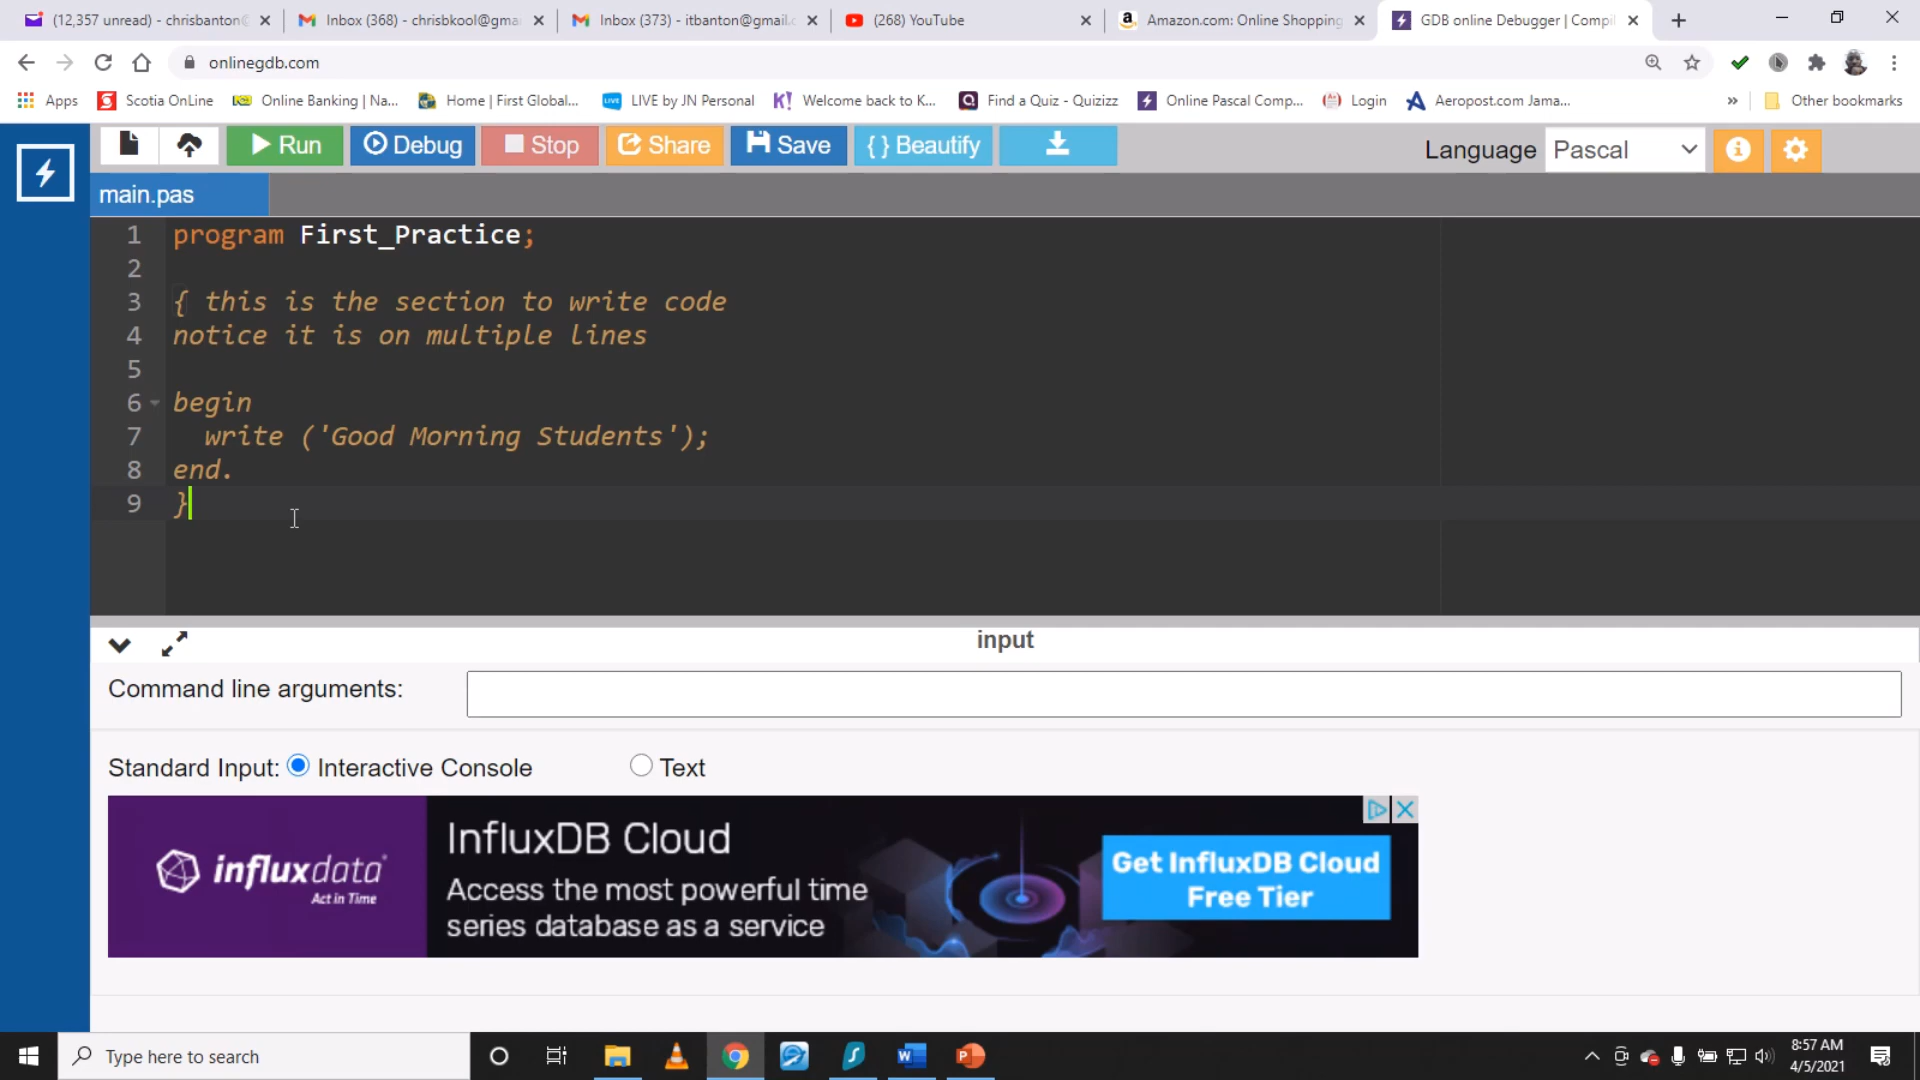 (12,357 unread) - chrisbanton@
Inbox (368) - chrisbkool@gmai
Inbox (373) - itbanton@gmail.c
(268) YouTube
Amazon.com: Online Shopping
GDB online Debugger | Compil
onlinegdb.com
Apps
Scotia OnLine
Online Banking | Na...
Home | First Global...
LIVE by JN Personal
Welcome back to K...
Find a Quiz - Quizizz
Online Pascal Comp...
Login
Aeropost.com Jama...
»
Other bookmarks
Run
Debug
Stop
Share
Save
{ } Beautify
Language
Pascal
main.pas
1 program First_Practice;
2
3 { this is the section to write code
4 notice it is on multiple lines
5
6 begin
7 write ('Good Morning Students');
8 end.
9 }
input
Command line arguments:
Standard Input:
Interactive Console
Text
influxdata
Act in Time
InfluxDB Cloud
Access the most powerful time
series database as a service
Get InfluxDB Cloud
Free Tier
Type here to search
8:57 AM
4/5/2021